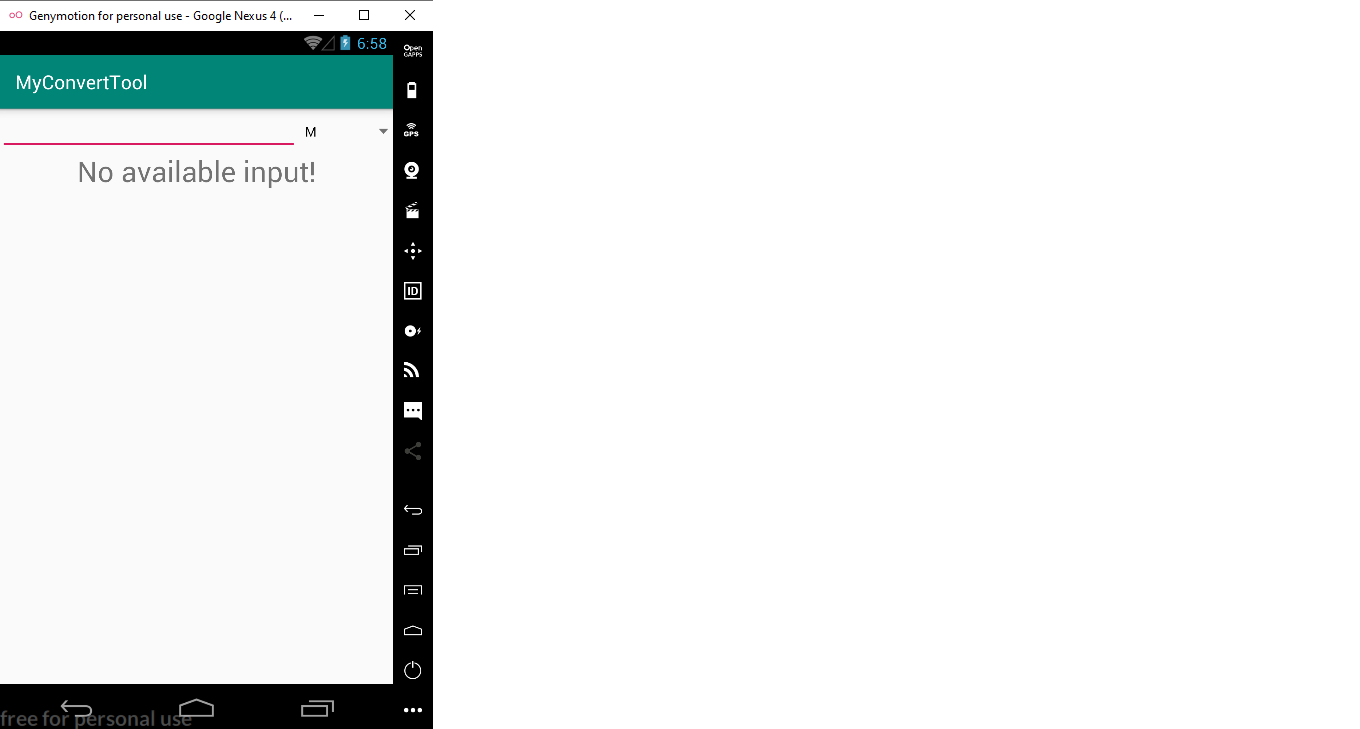 Genymotion for personal use - Google Nexus 4 (...
6:58
Open
GAPPS
MyConvertTool
M
GPS
No available input!
ID
free for personal use